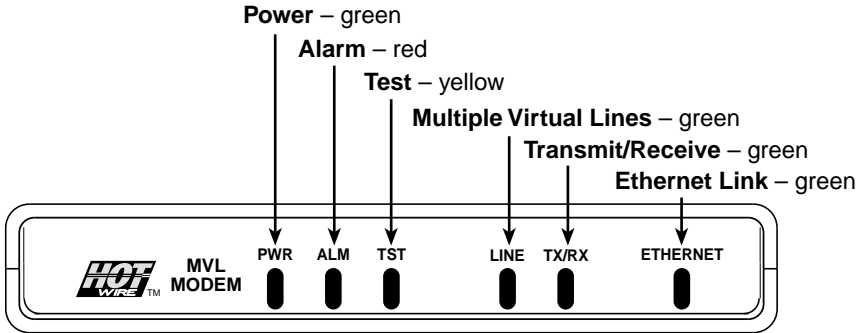 Power – green
Alarm – red
Test – yellow
Multiple Virtual Lines – green
Transmit/Receive – green
Ethernet Link – green
HOT WIRE TM
MVL MODEM
PWR ALM TST LINE TX/RX ETHERNET